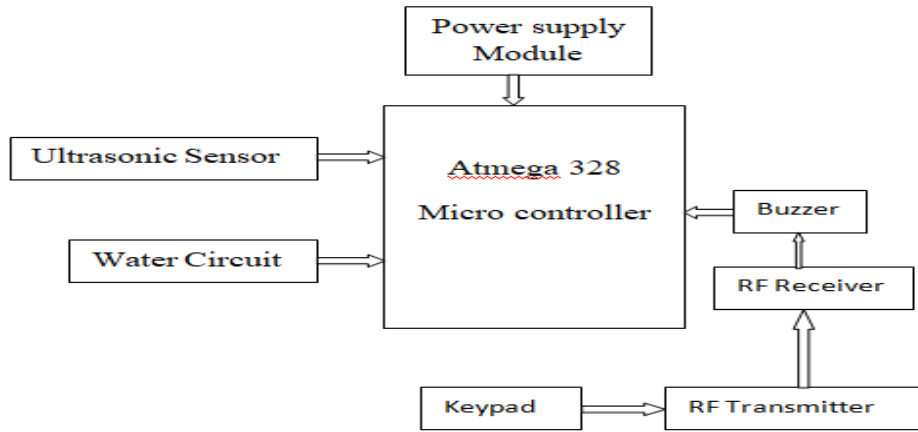 Power supply
Module
Ultrasonic Sensor
Atmega 328
Micro controller
Buzzer
Water Circuit
RF Receiver
Keypad
RF Transmitter